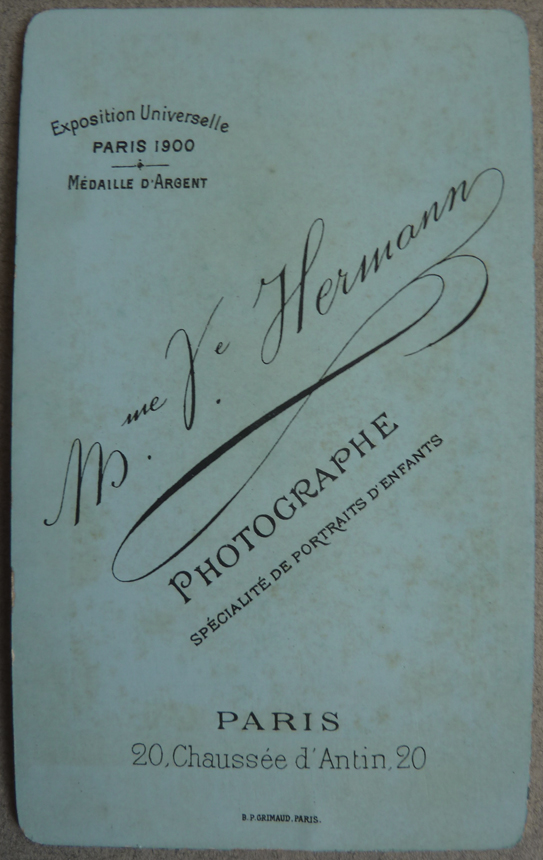 Exposition Universelle
PARIS 1900
MÉDAILLE D'ARGENT
Mme. Ve. Hermann
PHOTOGRAPHE
SPÉCIALITÉ DE PORTRAITS D'ENFANTS
PARIS
20, Chaussée d'Antin, 20
B.P. GRIMAUD. PARIS.